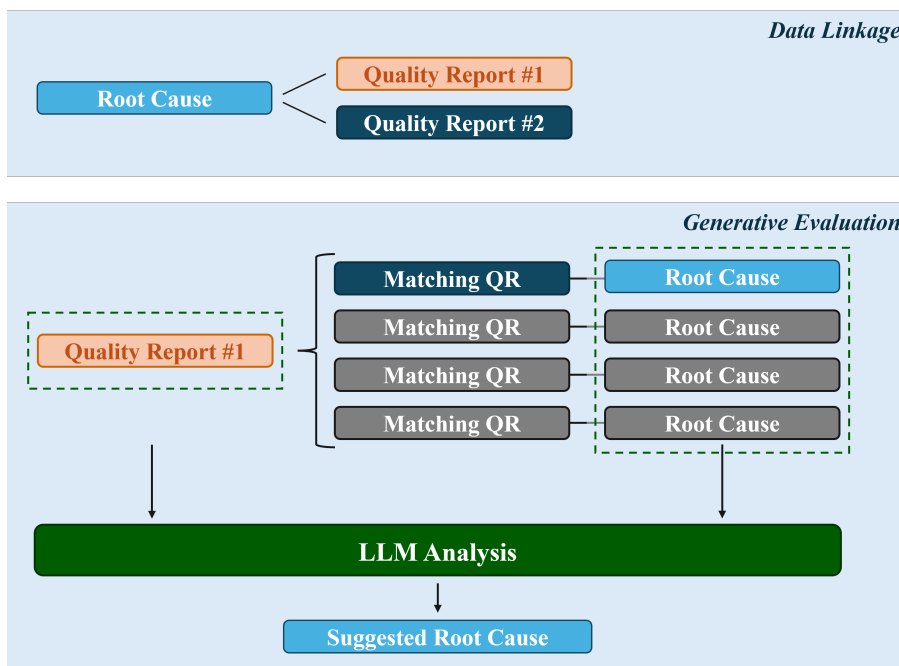 Data Linkage
Quality Report #1
Root Cause
Quality Report #2
Generative Evaluation
Matching QR
Root Cause
Matching QR
Root Cause
Quality Report #1
Matching QR
Root Cause
Matching QR
Root Cause
LLM Analysis
Suggested Root Cause